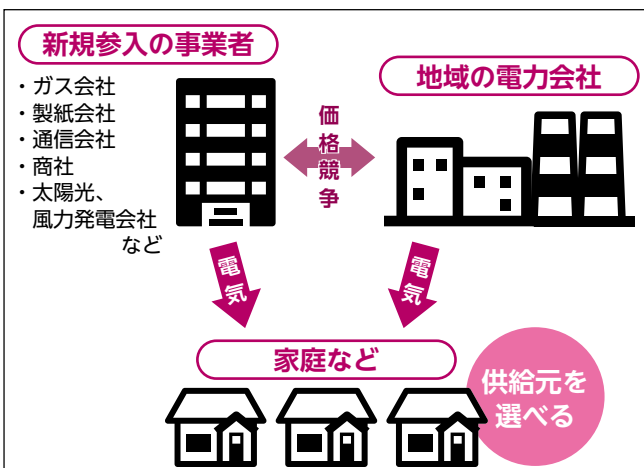 新規参入の事業者
・ガス会社
・製紙会社
・通信会社
・商社
・太陽光、
風力発電会社
など
地域の電力会社
価格競争
電気
電気
家庭など
供給元を
選べる